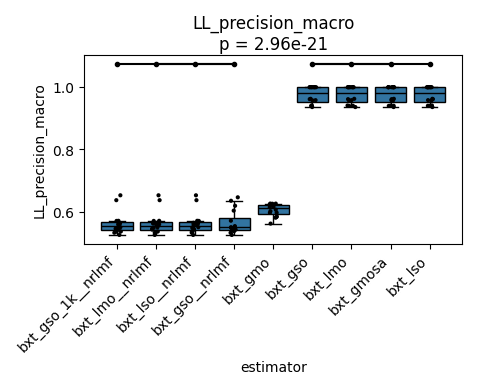 LL_precision_macro
p = 2.96e-21
LL_precision_macro
1.0
0.8
0.6
bxt_gso_1k__nrlmf
bxt_lmo__nrlmf
bxt_lso__nrlmf
bxt_gso__nrlmf
bxt_gmo
bxt_gso
bxt_lmo
bxt_gmosa
bxt_lso
estimator